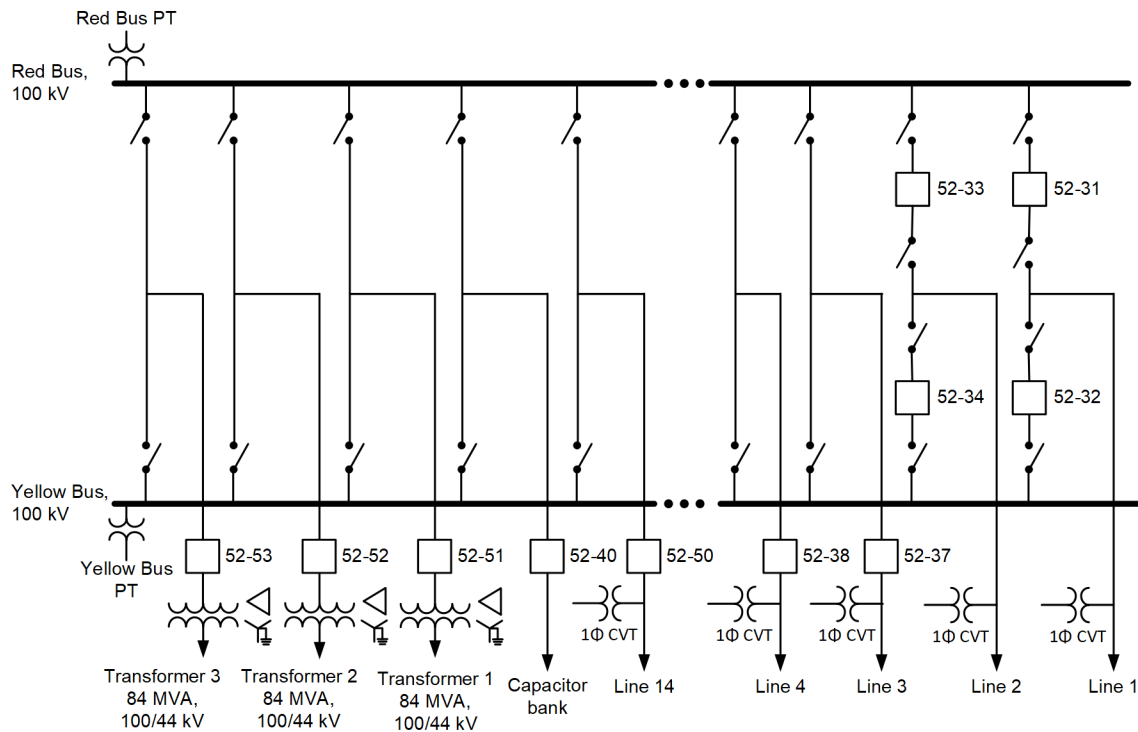 Red Bus PT
Red Bus,
100 kV
52-33
52-31
52-34
52-32
Yellow Bus,
100 kV
Yellow Bus
PT
52-53
52-52
52-51
52-40
52-50
52-38
52-37
1Φ CVT
1Φ CVT
1Φ CVT
1Φ CVT
1Φ CVT
Transformer 3
84 MVA,
100/44 kV
Transformer 2
84 MVA,
100/44 kV
Transformer 1
84 MVA,
100/44 kV
Capacitor
bank
Line 14
Line 4
Line 3
Line 2
Line 1